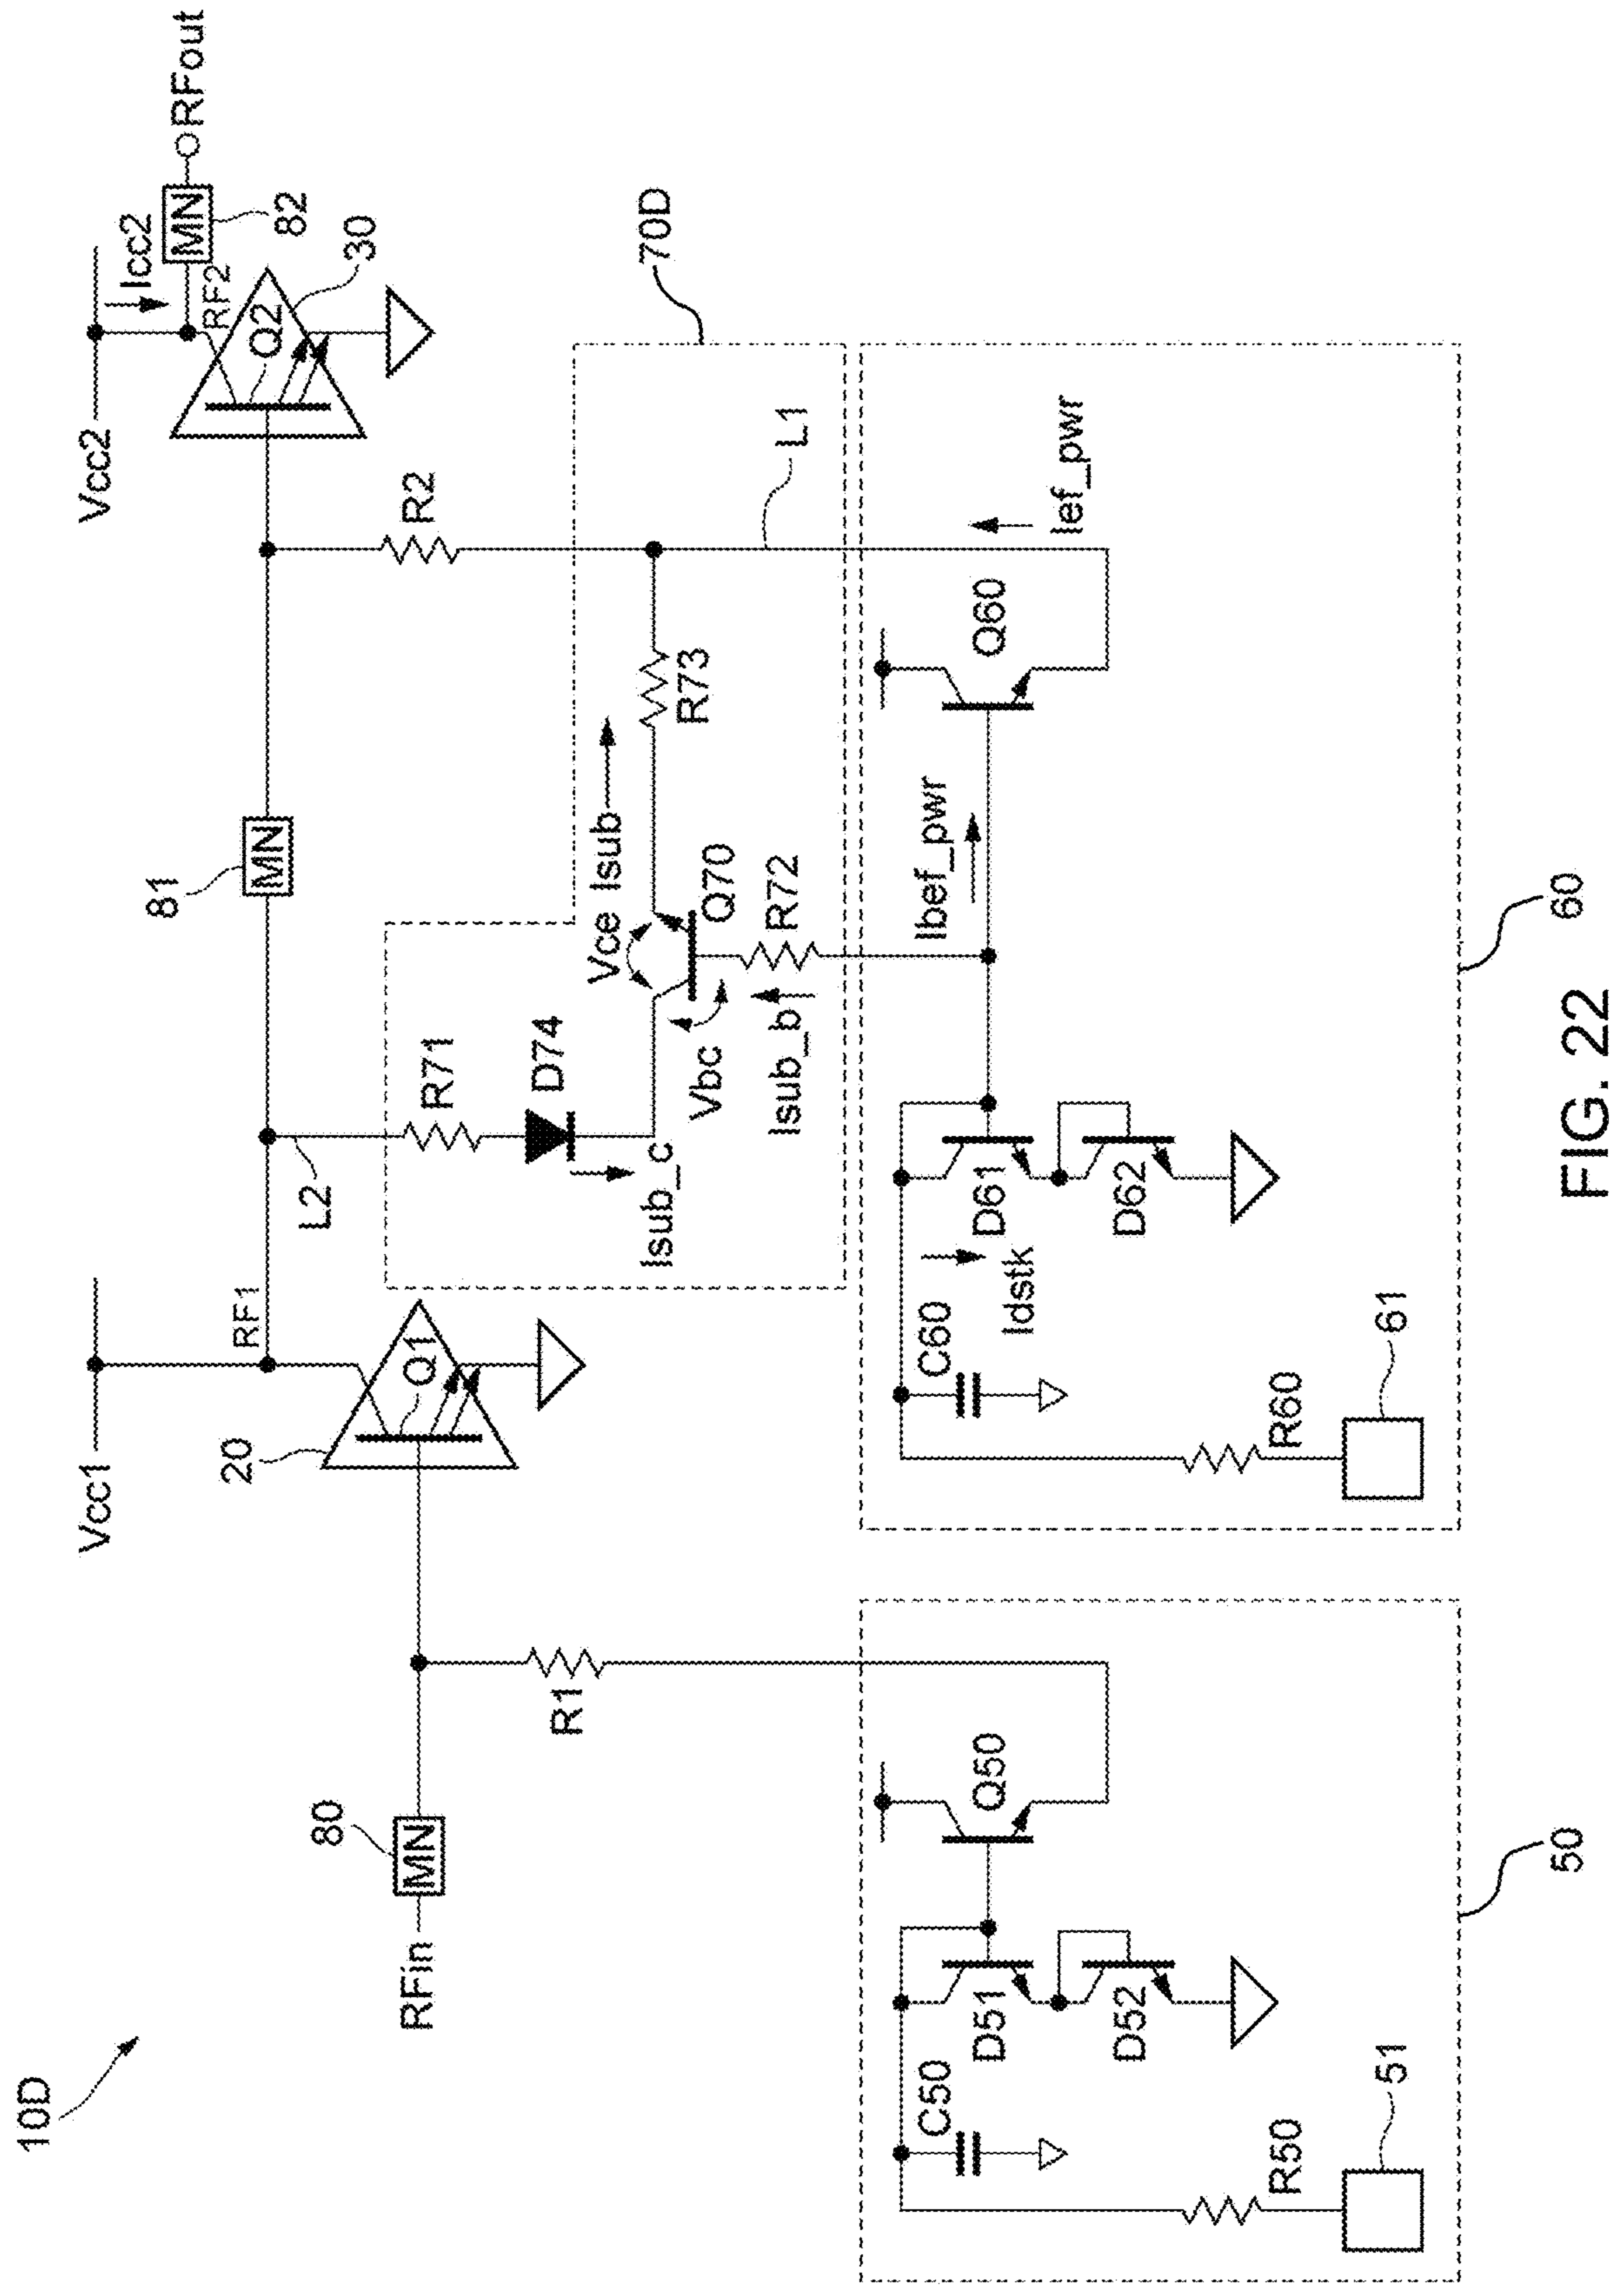 10D
Vcc1
Vcc2
Icc2
RFout
MN
82
RF2
Q2
30
81
MN
RF1
20
Q1
L2
R2
70D
RFin
80
MN
R1
R71
D74
Isub_c
Vce
Isub
R73
Vbc
Q70
Isub_b
R72
L1
Ibef_pwr
Q60
Ief_pwr
C60
Idstk
D61
D62
R60
61
60
C50
D51
D52
Q50
R50
51
50
FIG. 22